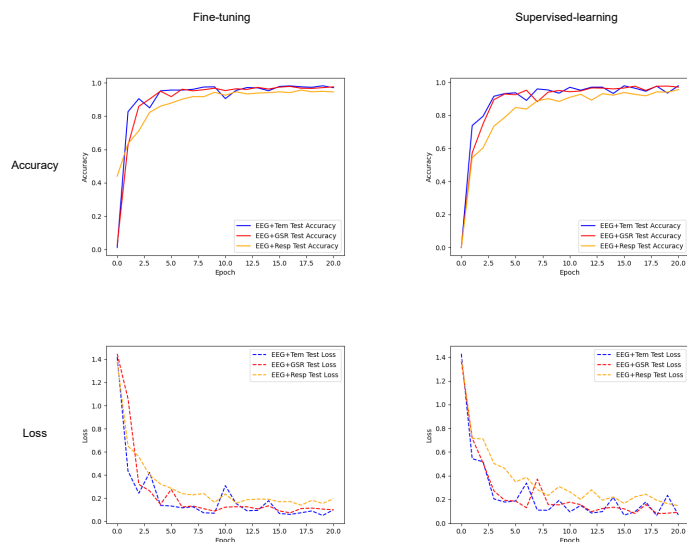 Fine-tuning
Supervised-learning
Accuracy
Accuracy
1.0
0.8
0.6
0.4
0.2
0.0
EEG+Tem Test Accuracy
EEG+GSR Test Accuracy
EEG+Resp Test Accuracy
0.0 2.5 5.0 7.5 10.0 12.5 15.0 17.5 20.0
Epoch
Accuracy
1.0
0.8
0.6
0.4
0.2
0.0
EEG+Tem Test Accuracy
EEG+GSR Test Accuracy
EEG+Resp Test Accuracy
0.0 2.5 5.0 7.5 10.0 12.5 15.0 17.5 20.0
Epoch
Loss
Loss
1.4
1.2
1.0
0.8
0.6
0.4
0.2
0.0
EEG+Tem Test Loss
EEG+GSR Test Loss
EEG+Resp Test Loss
0.0 2.5 5.0 7.5 10.0 12.5 15.0 17.5 20.0
Epoch
Loss
1.4
1.2
1.0
0.8
0.6
0.4
0.2
0.0
EEG+Tem Test Loss
EEG+GSR Test Loss
EEG+Resp Test Loss
0.0 2.5 5.0 7.5 10.0 12.5 15.0 17.5 20.0
Epoch